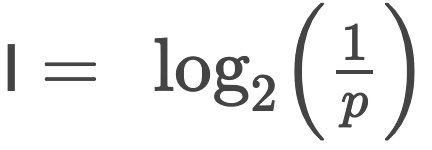 I = log₂(1/p)